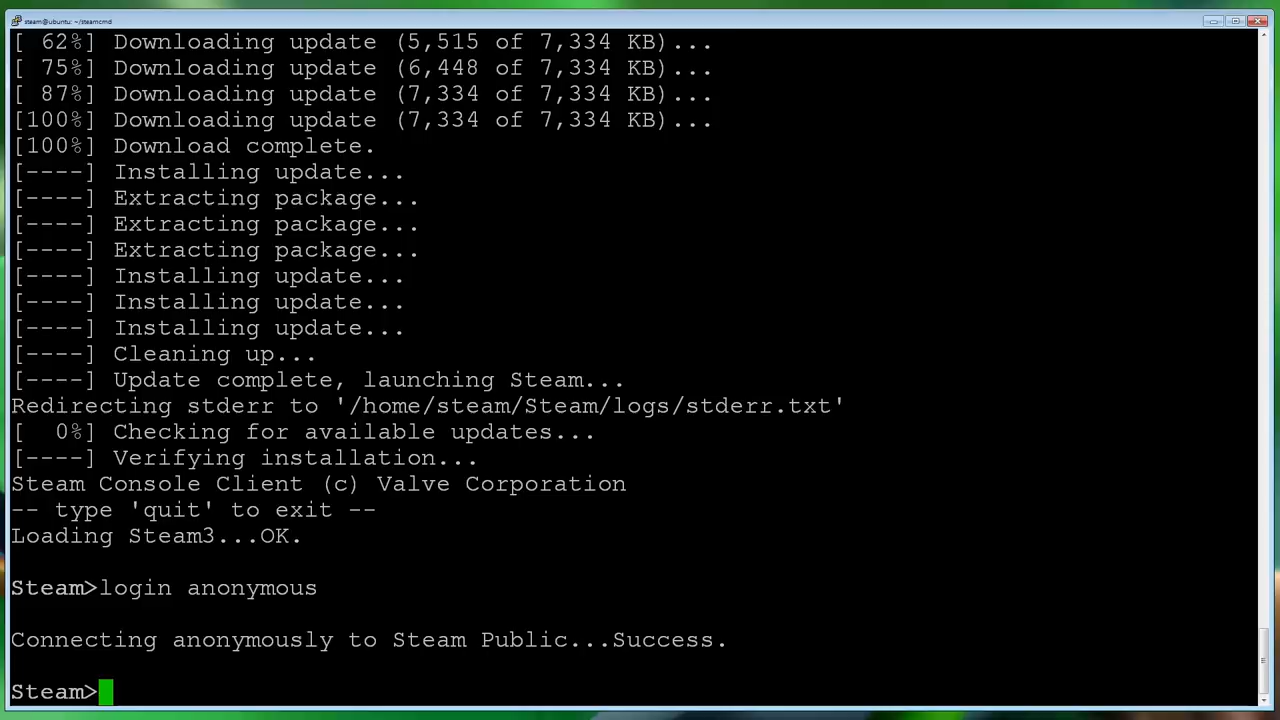 steam@ubuntu: ~/steamcmd
[ 62%] Downloading update (5,515 of 7,334 KB)...
[ 75%] Downloading update (6,448 of 7,334 KB)...
[ 87%] Downloading update (7,334 of 7,334 KB)...
[100%] Downloading update (7,334 of 7,334 KB)...
[100%] Download complete.
[----] Installing update...
[----] Extracting package...
[----] Extracting package...
[----] Extracting package...
[----] Installing update...
[----] Installing update...
[----] Installing update...
[----] Cleaning up...
[----] Update complete, launching Steam...
Redirecting stderr to '/home/steam/Steam/logs/stderr.txt'
[  0%] Checking for available updates...
[----] Verifying installation...
Steam Console Client (c) Valve Corporation
-- type 'quit' to exit --
Loading Steam3...OK.
Steam>login anonymous
Connecting anonymously to Steam Public...Success.
Steam>